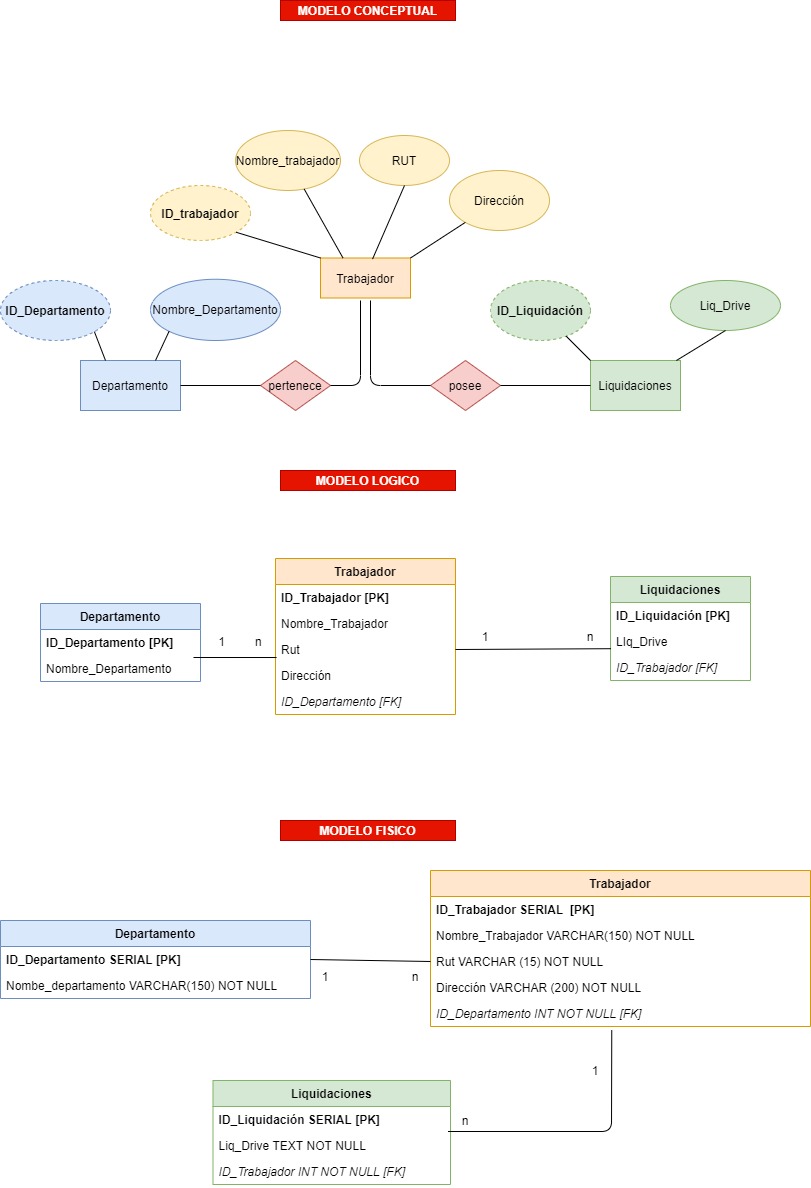 MODELO CONCEPTUAL
Nombre_trabajador
RUT
Dirección
ID_trabajador
Trabajador
ID_Departamento
Nombre_Departamento
ID_Liquidación
Liq_Drive
Departamento
pertenece
posee
Liquidaciones
MODELO LOGICO
Departamento
ID_Departamento [PK]
Nombre_Departamento
1
n
Trabajador
ID_Trabajador [PK]
Nombre_Trabajador
Rut
Dirección
ID_Departamento [FK]
1
n
Liquidaciones
ID_Liquidación [PK]
LIq_Drive
ID_Trabajador [FK]
MODELO FISICO
Departamento
ID_Departamento SERIAL [PK]
Nombe_departamento VARCHAR(150) NOT NULL
1
n
Trabajador
ID_Trabajador SERIAL [PK]
Nombre_Trabajador VARCHAR(150) NOT NULL
Rut VARCHAR (15) NOT NULL
Dirección VARCHAR (200) NOT NULL
ID_Departamento INT NOT NULL [FK]
1
n
Liquidaciones
ID_Liquidación SERIAL [PK]
Liq_Drive TEXT NOT NULL
ID_Trabajador INT NOT NULL [FK]